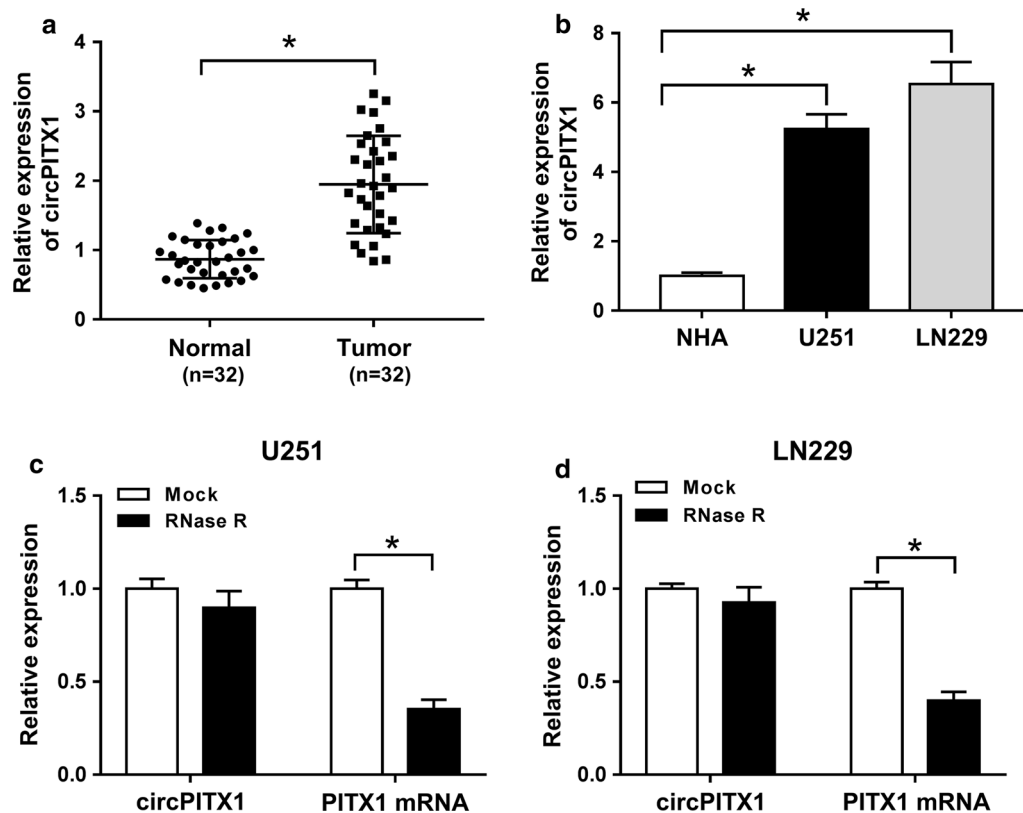 a
Relative expression
of circPITX1
4
3
2
1
0
*
Normal
(n=32)
Tumor
(n=32)
b
Relative expression
of circPITX1
8
6
4
2
0
*
*
NHA
U251
LN229
c
U251
Relative expression
1.5
1.0
0.5
0.0
Mock
RNase R
*
circPITX1
PITX1 mRNA
d
LN229
Relative expression
1.5
1.0
0.5
0.0
Mock
RNase R
*
circPITX1
PITX1 mRNA